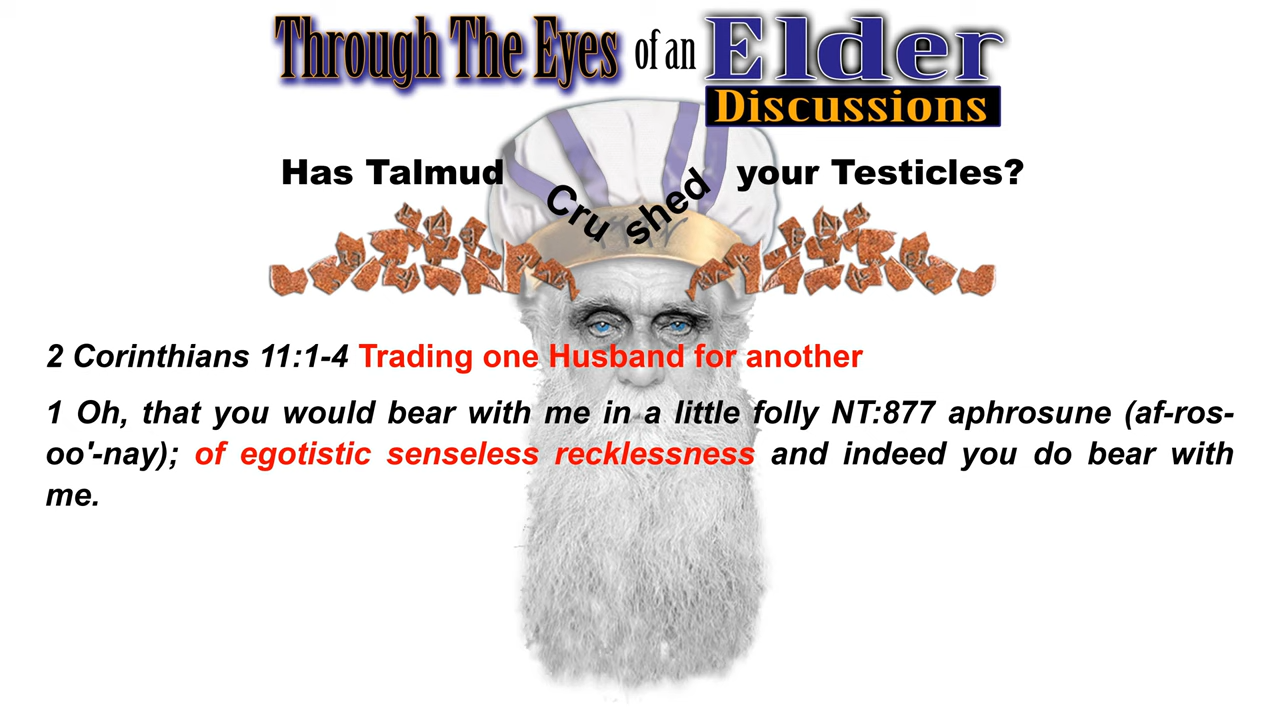 Through The Eyes of an Elder
Discussions
Has Talmud Crushed your Testicles?
2 Corinthians 11:1-4 Trading one Husband for another
1 Oh, that you would bear with me in a little folly NT:877 aphrosune (af-ros-
oo'-nay); of egotistic senseless recklessness and indeed you do bear with
me.